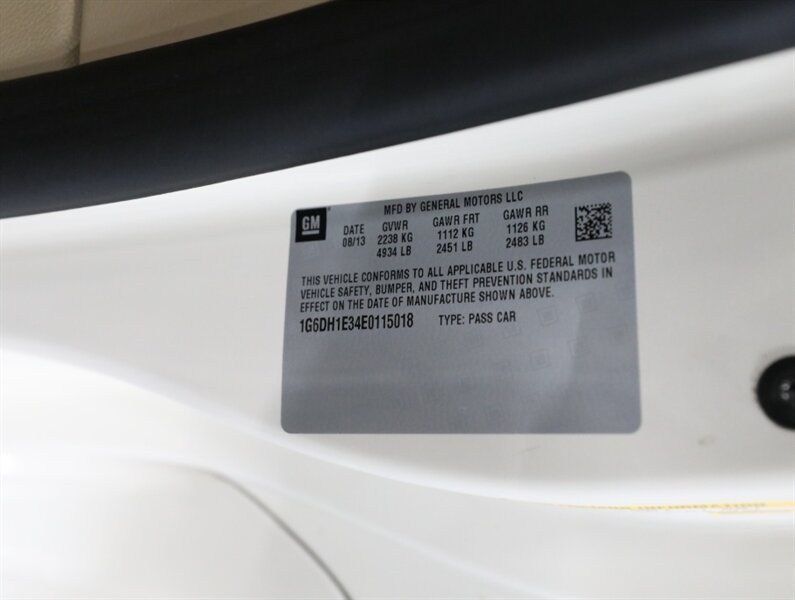 GM
MFD BY GENERAL MOTORS LLC
DATE GVWR GAWR FRT GAWR RR
08/13 2238 KG 1112 KG 1126 KG
4934 LB 2451 LB 2483 LB
THIS VEHICLE CONFORMS TO ALL APPLICABLE U.S. FEDERAL MOTOR
VEHICLE SAFETY, BUMPER, AND THEFT PREVENTION STANDARDS IN
EFFECT ON THE DATE OF MANUFACTURE SHOWN ABOVE.
1G6DH1E34E0115018 TYPE: PASS CAR